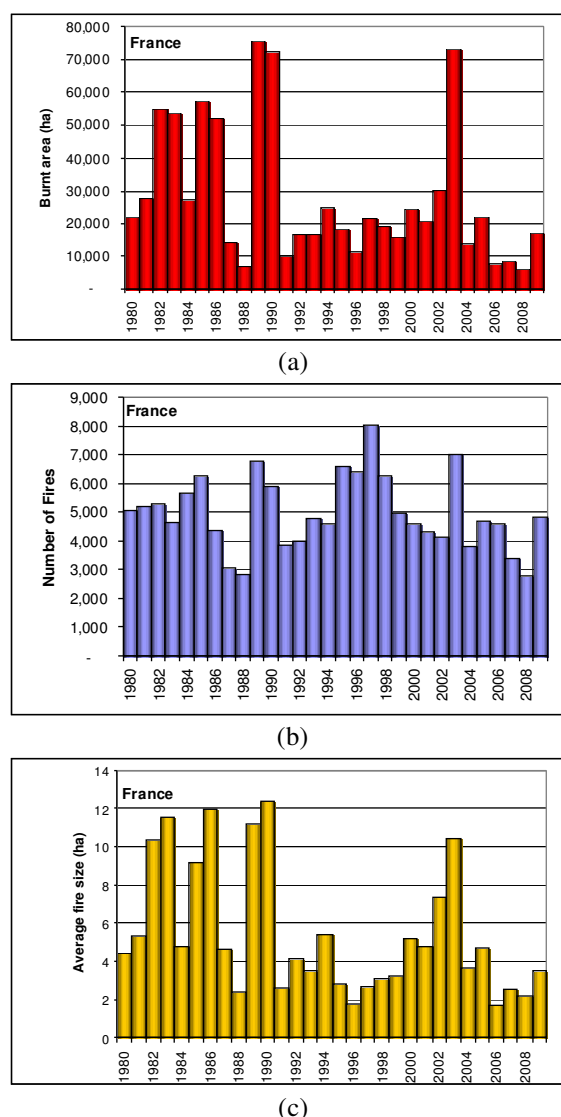 80,000
France
70,000
60,000
50,000
40,000
30,000
20,000
10,000
-
Burnt area (ha)
1980 1982 1984 1986 1988 1990 1992 1994 1996 1998 2000 2002 2004 2006 2008
(a)
9,000
France
8,000
7,000
6,000
5,000
4,000
3,000
2,000
1,000
-
Number of Fires
1980 1982 1984 1986 1988 1990 1992 1994 1996 1998 2000 2002 2004 2006 2008
(b)
14
France
12
10
8
6
4
2
0
Average fire size (ha)
1980 1982 1984 1986 1988 1990 1992 1994 1996 1998 2000 2002 2004 2006 2008
(c)